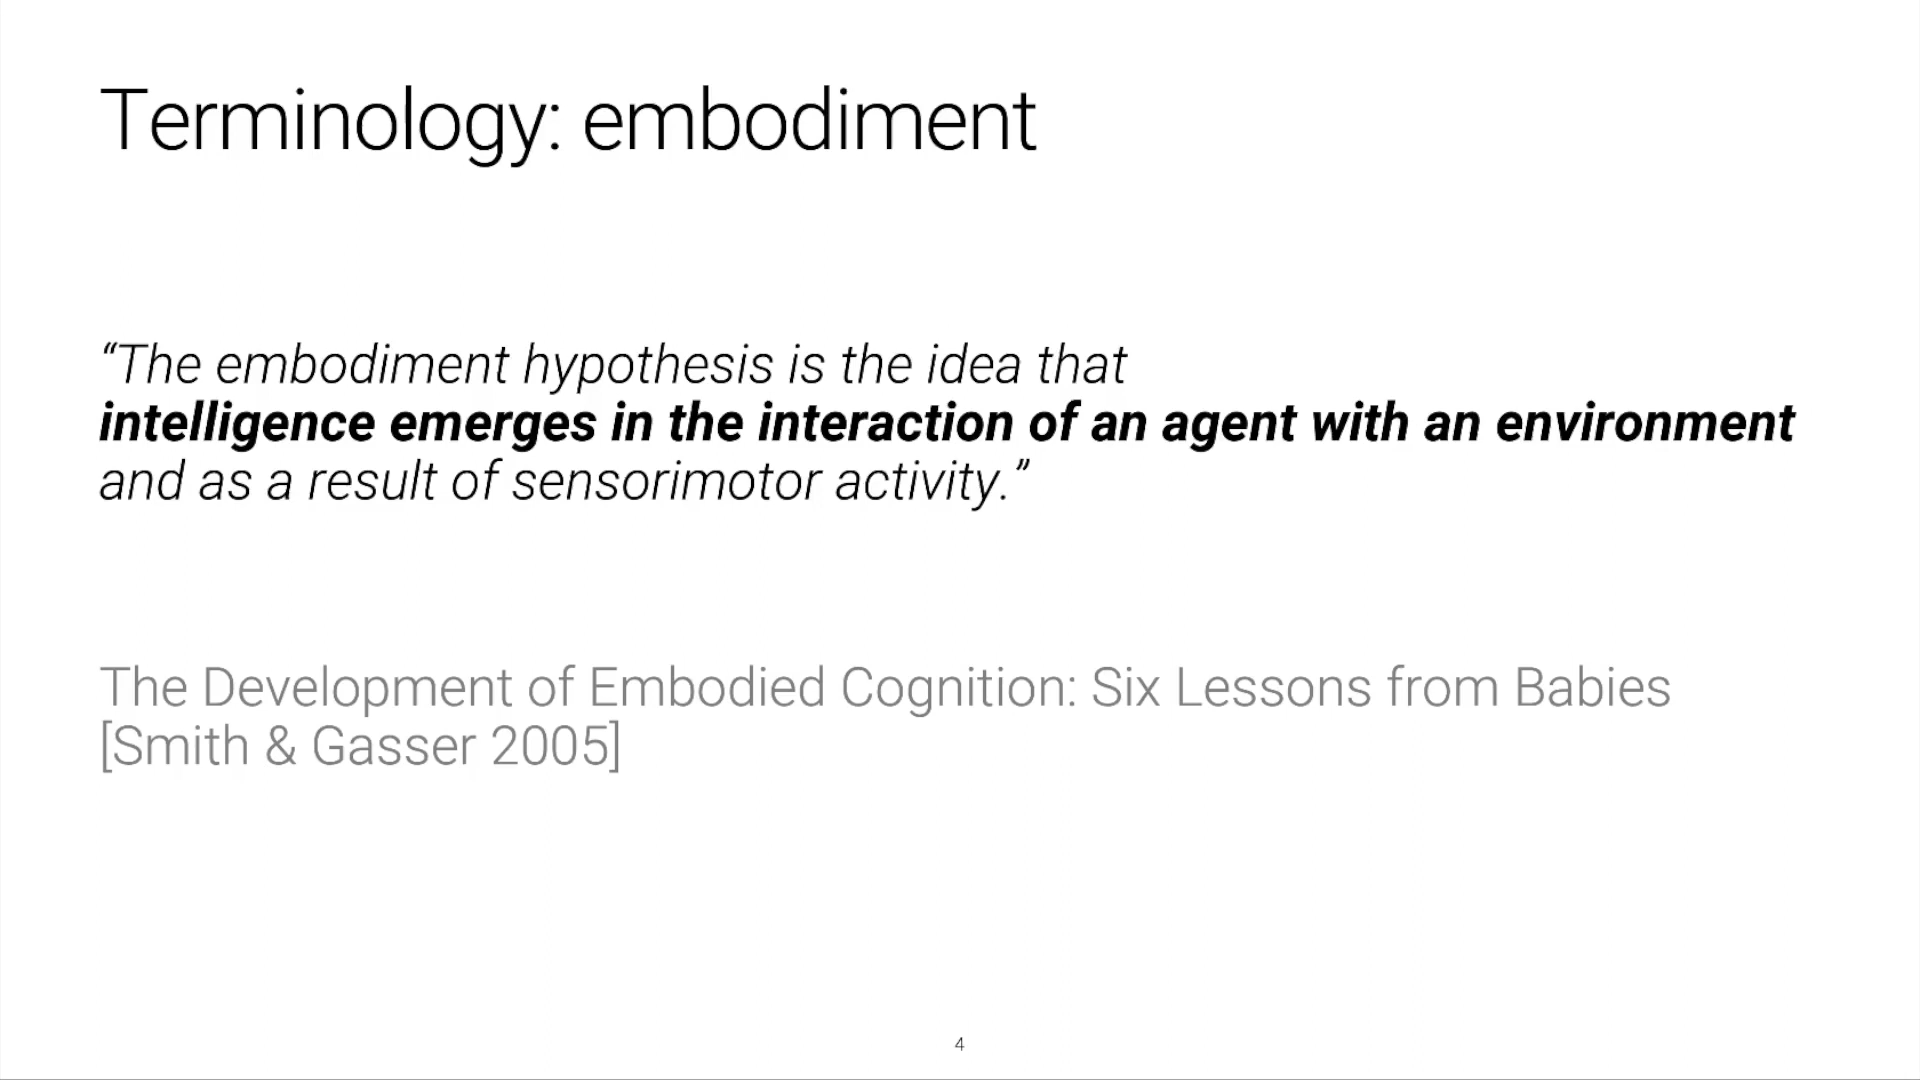 Terminology: embodiment
“The embodiment hypothesis is the idea that
intelligence emerges in the interaction of an agent with an environment
and as a result of sensorimotor activity.”
The Development of Embodied Cognition: Six Lessons from Babies
[Smith & Gasser 2005]
4